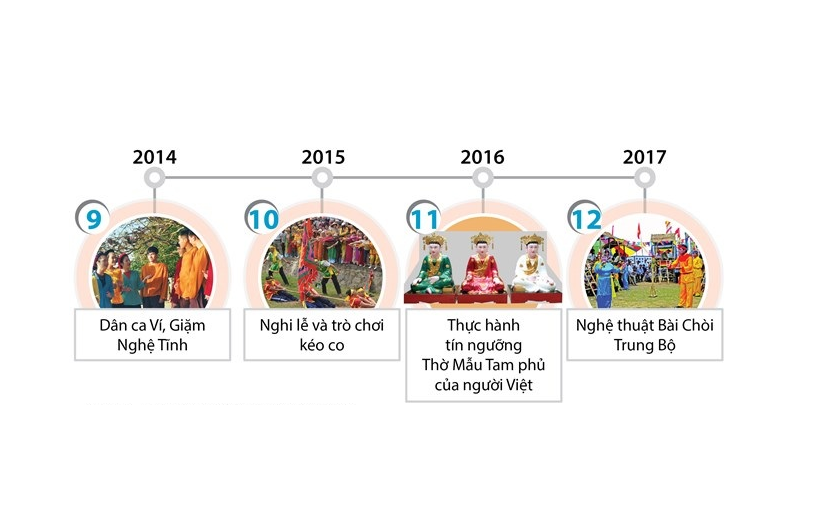 2014
2015
2016
2017
9
10
11
12
Dân ca Ví, Giặm
Nghệ Tĩnh
Nghi lễ và trò chơi
kéo co
Thực hành
tín ngưỡng
Thờ Mẫu Tam phủ
của người Việt
Nghệ thuật Bài Chòi
Trung Bộ